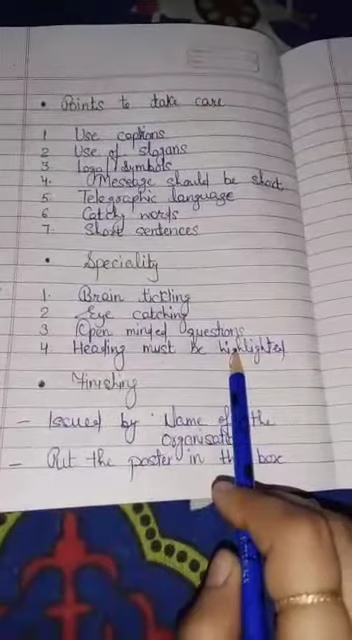 • Points to take care
1 Use captions
2 Use of slogans
3 Logo / symbols
4. Message should be short
5. Telegraphic language
6 Catchy words
7. Short sentences
• Speciality
1. Brain tickling
2 Eye catching
3 Open minded questions
4 Heading must be highlighted
• Finishing
- Issued by Name of the
Organisati
- Put the poster in th box